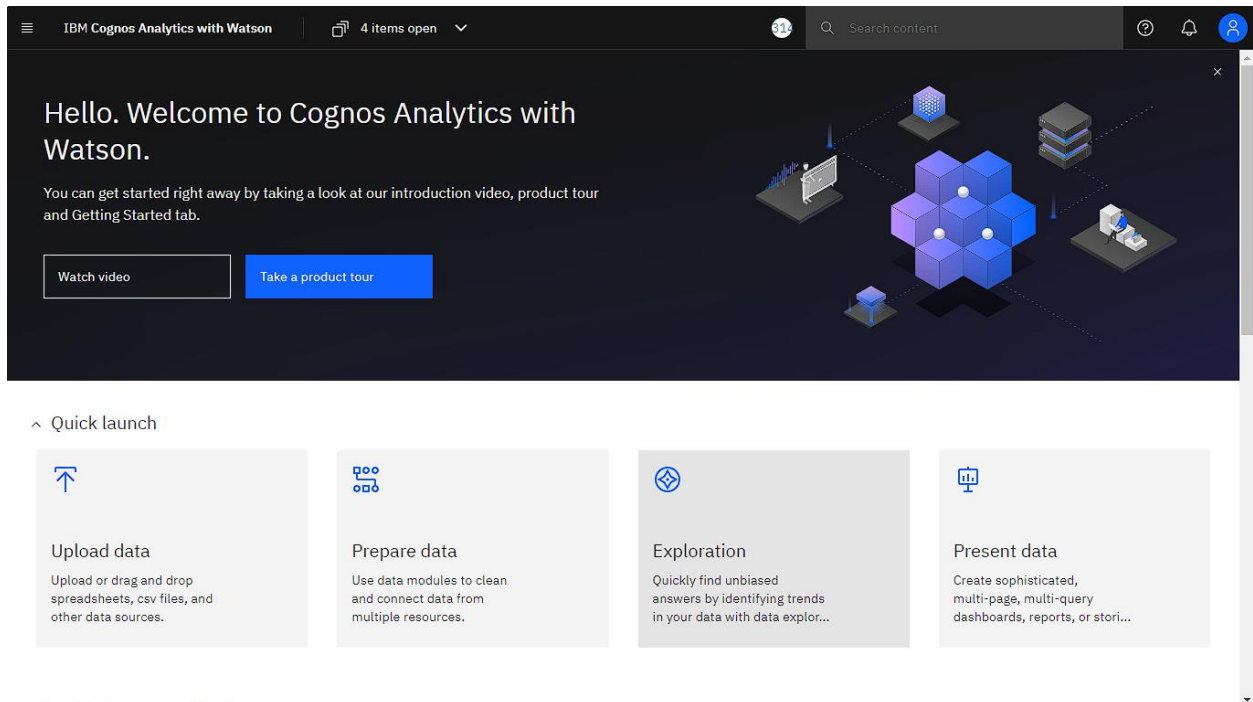 IBM Cognos Analytics with Watson
4 items open
314
Search content
Hello. Welcome to Cognos Analytics with
Watson.
You can get started right away by taking a look at our introduction video, product tour
and Getting Started tab.
Watch video
Take a product tour
Quick launch
Upload data
Upload or drag and drop
spreadsheets, csv files, and
other data sources.
Prepare data
Use data modules to clean
and connect data from
multiple resources.
Exploration
Quickly find unbiased
answers by identifying trends
in your data with data explor...
Present data
Create sophisticated,
multi-page, multi-query
dashboards, reports, or stori...